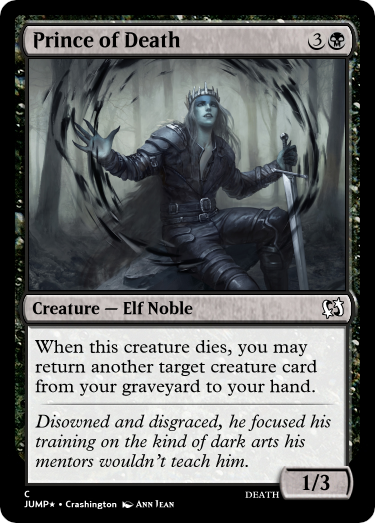 Prince of Death 3
Creature — Elf Noble
When this creature dies, you may
return another target creature card
from your graveyard to your hand.
Disowned and disgraced, he focused his
training on the kind of dark arts his
mentors wouldn't teach him.
1/3
C
JUMP★ • Crashington Ann Jean
DEATH